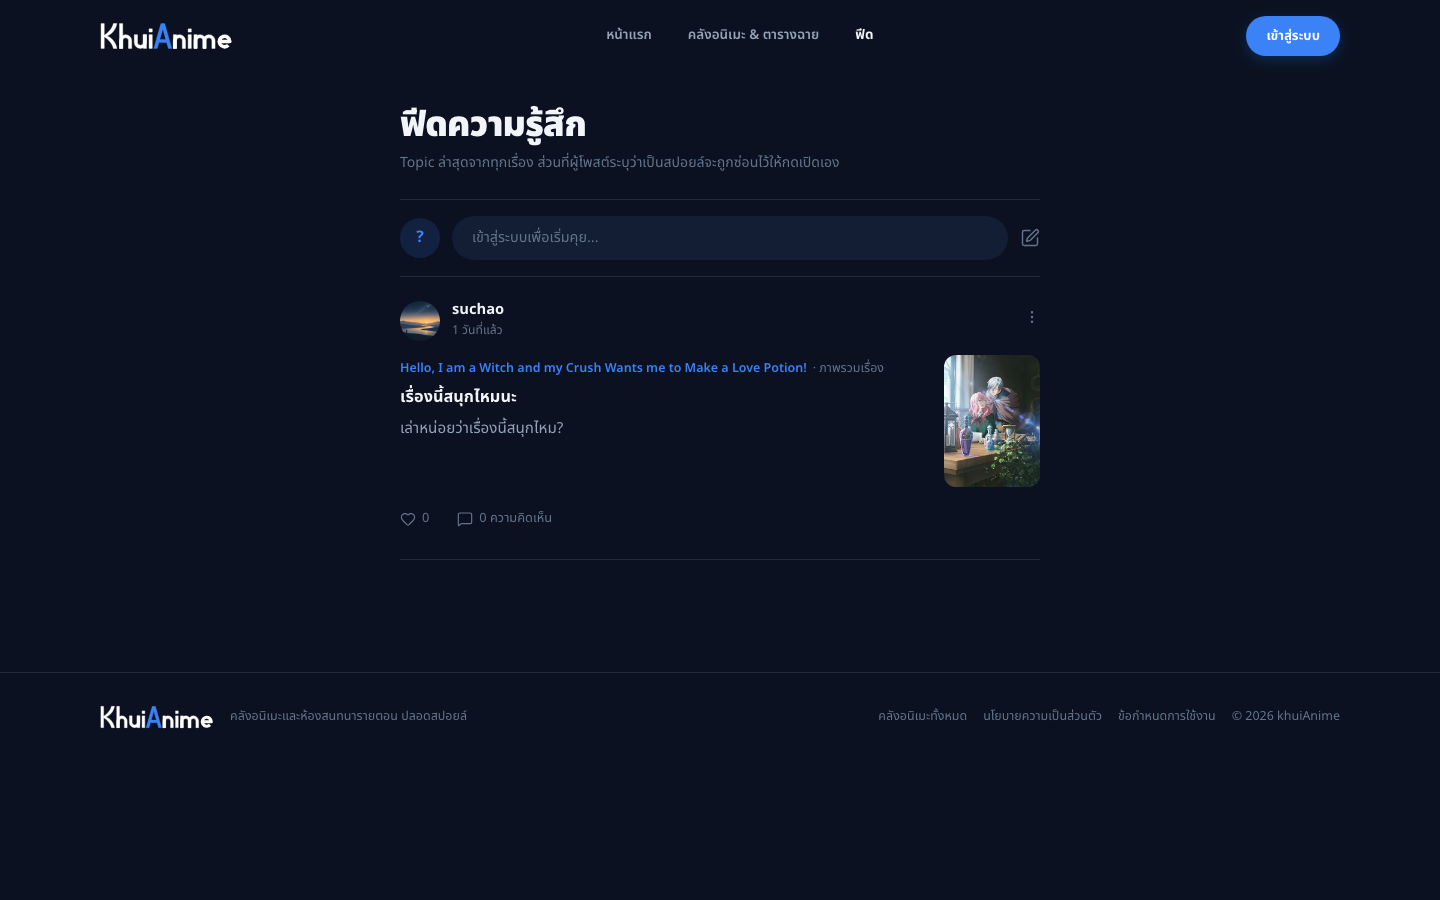 KhuiAnime
หน้าแรก
คลังอนิเมะ & ตารางฉาย
ฟีด
เข้าสู่ระบบ
ฟีดความรู้สึก
Topic ล่าสุดจากทุกเรื่อง ส่วนที่ผู้โพสต์ระบุว่าเป็นสปอยล์จะถูกซ่อนไว้ให้กดเปิดเอง
?
เข้าสู่ระบบเพื่อเริ่มคุย...
suchao
1 วันที่แล้ว
Hello, I am a Witch and my Crush Wants me to Make a Love Potion! · ภาพรวมเรื่อง
เรื่องนี้สนุกไหมนะ
เล่าหน่อยว่าเรื่องนี้สนุกไหม?
0
0 ความคิดเห็น
KhuiAnime
คลังอนิเมะและห้องสนทนารายตอน ปลอดสปอยล์
คลังอนิเมะทั้งหมด
นโยบายความเป็นส่วนตัว
ข้อกำหนดการใช้งาน
© 2026 khuiAnime